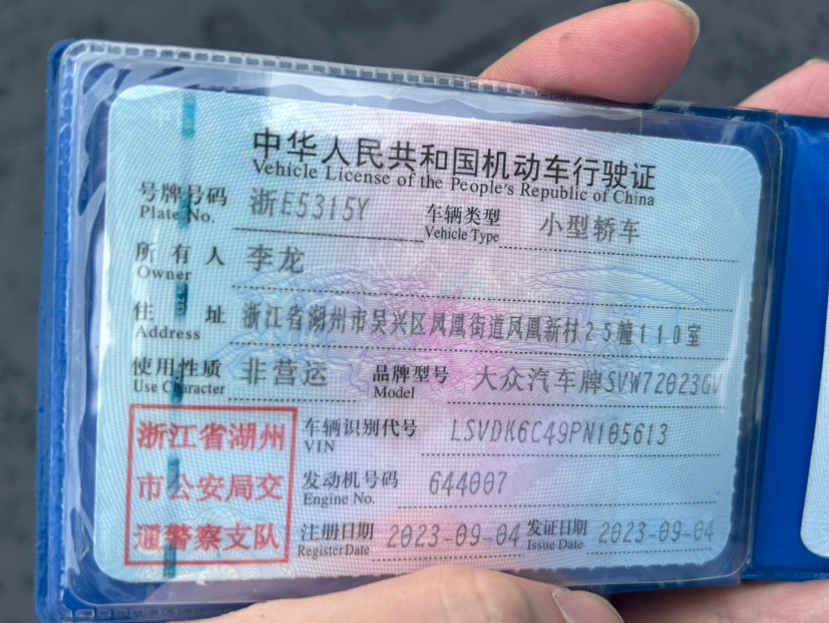 中华人民共和国机动车行驶证
Vehicle License of the People's Republic of China
号牌号码 浙E5315Y 车辆类型 小型轿车
Plate No. Vehicle Type
所有人 李龙
Owner
住址 浙江省湖州市吴兴区凤凰街道凤凰新村25幢110室
Address
使用性质 非营运 品牌型号 大众汽车牌SVW72023GV
Use Character Model
浙江省湖州 车辆识别代号 LSVDK6C49PN105613
VIN
市公安局交 发动机号码 644007
Engine No.
通警察支队 注册日期 2023-09-04 发证日期 2023-09-04
Register Date Issue Date